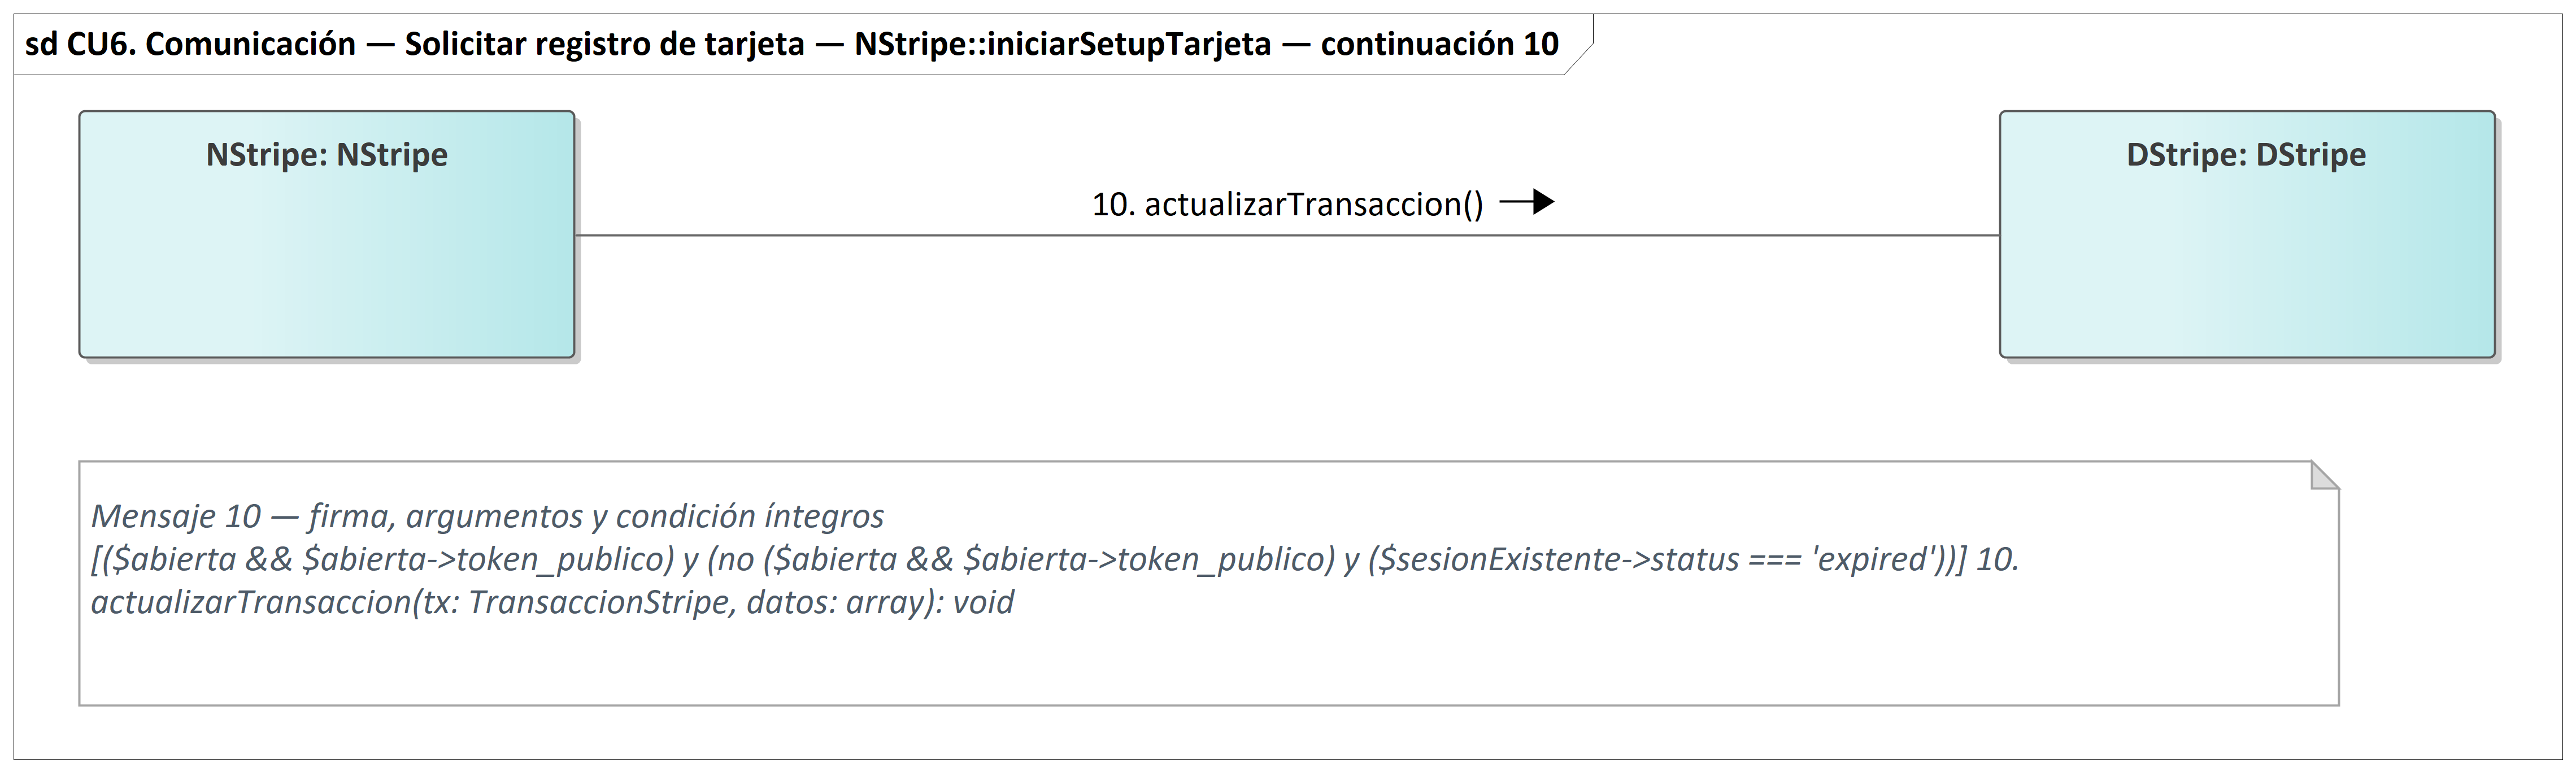 sd CU6. Comunicación — Solicitar registro de tarjeta — NStripe::iniciarSetupTarjeta — continuación 10
NStripe: NStripe
DStripe: DStripe
10. actualizarTransaccion()
Mensaje 10 — firma, argumentos y condición íntegros
[($abierta && $abierta->token_publico) y (no ($abierta && $abierta->token_publico) y ($sesionExistente->status === 'expired'))] 10.
actualizarTransaccion(tx: TransaccionStripe, datos: array): void